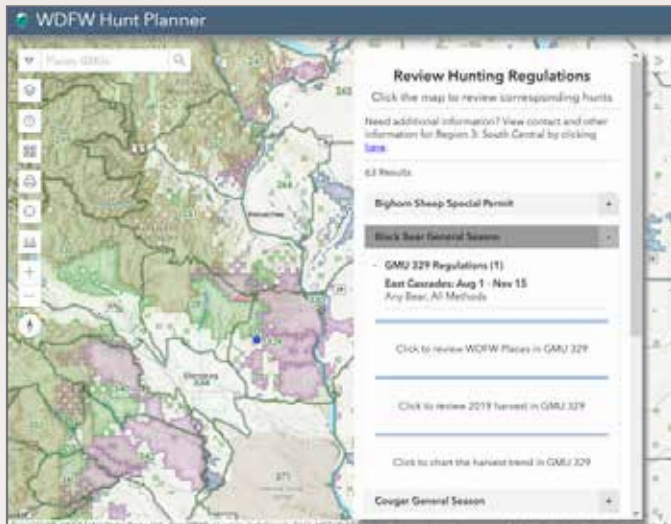 WDFW Hunt Planner
Review Hunting Regulations
Click the map to review corresponding hunts
Need additional information? View contact and other
information for Region 3: South Central by clicking
here.
63 Results
Bighorn Sheep Special Permit +
Black Bear General Season -
- GMU 329 Regulations (1)
East Cascades: Aug 1 - Nov 15
Any Bear, All Methods
Click to review WDFW Places in GMU 329
Click to review 2019 harvest in GMU 329
Click to chart the harvest trend in GMU 329
Cougar General Season +
Ellensburg
334
371